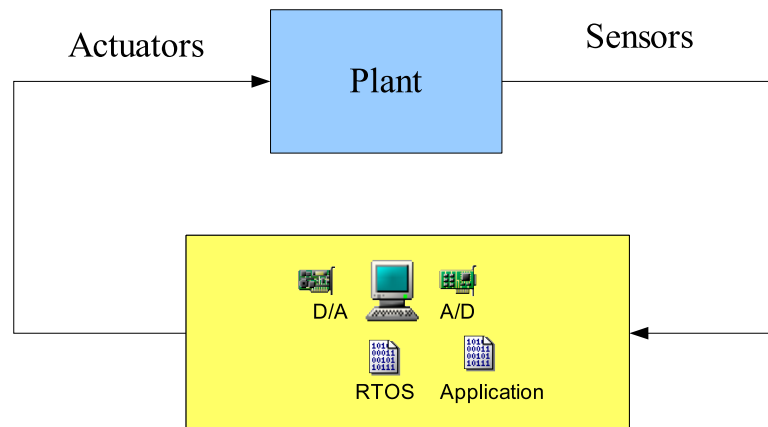 Actuators
Sensors
Plant
D/A
A/D
RTOS
Application